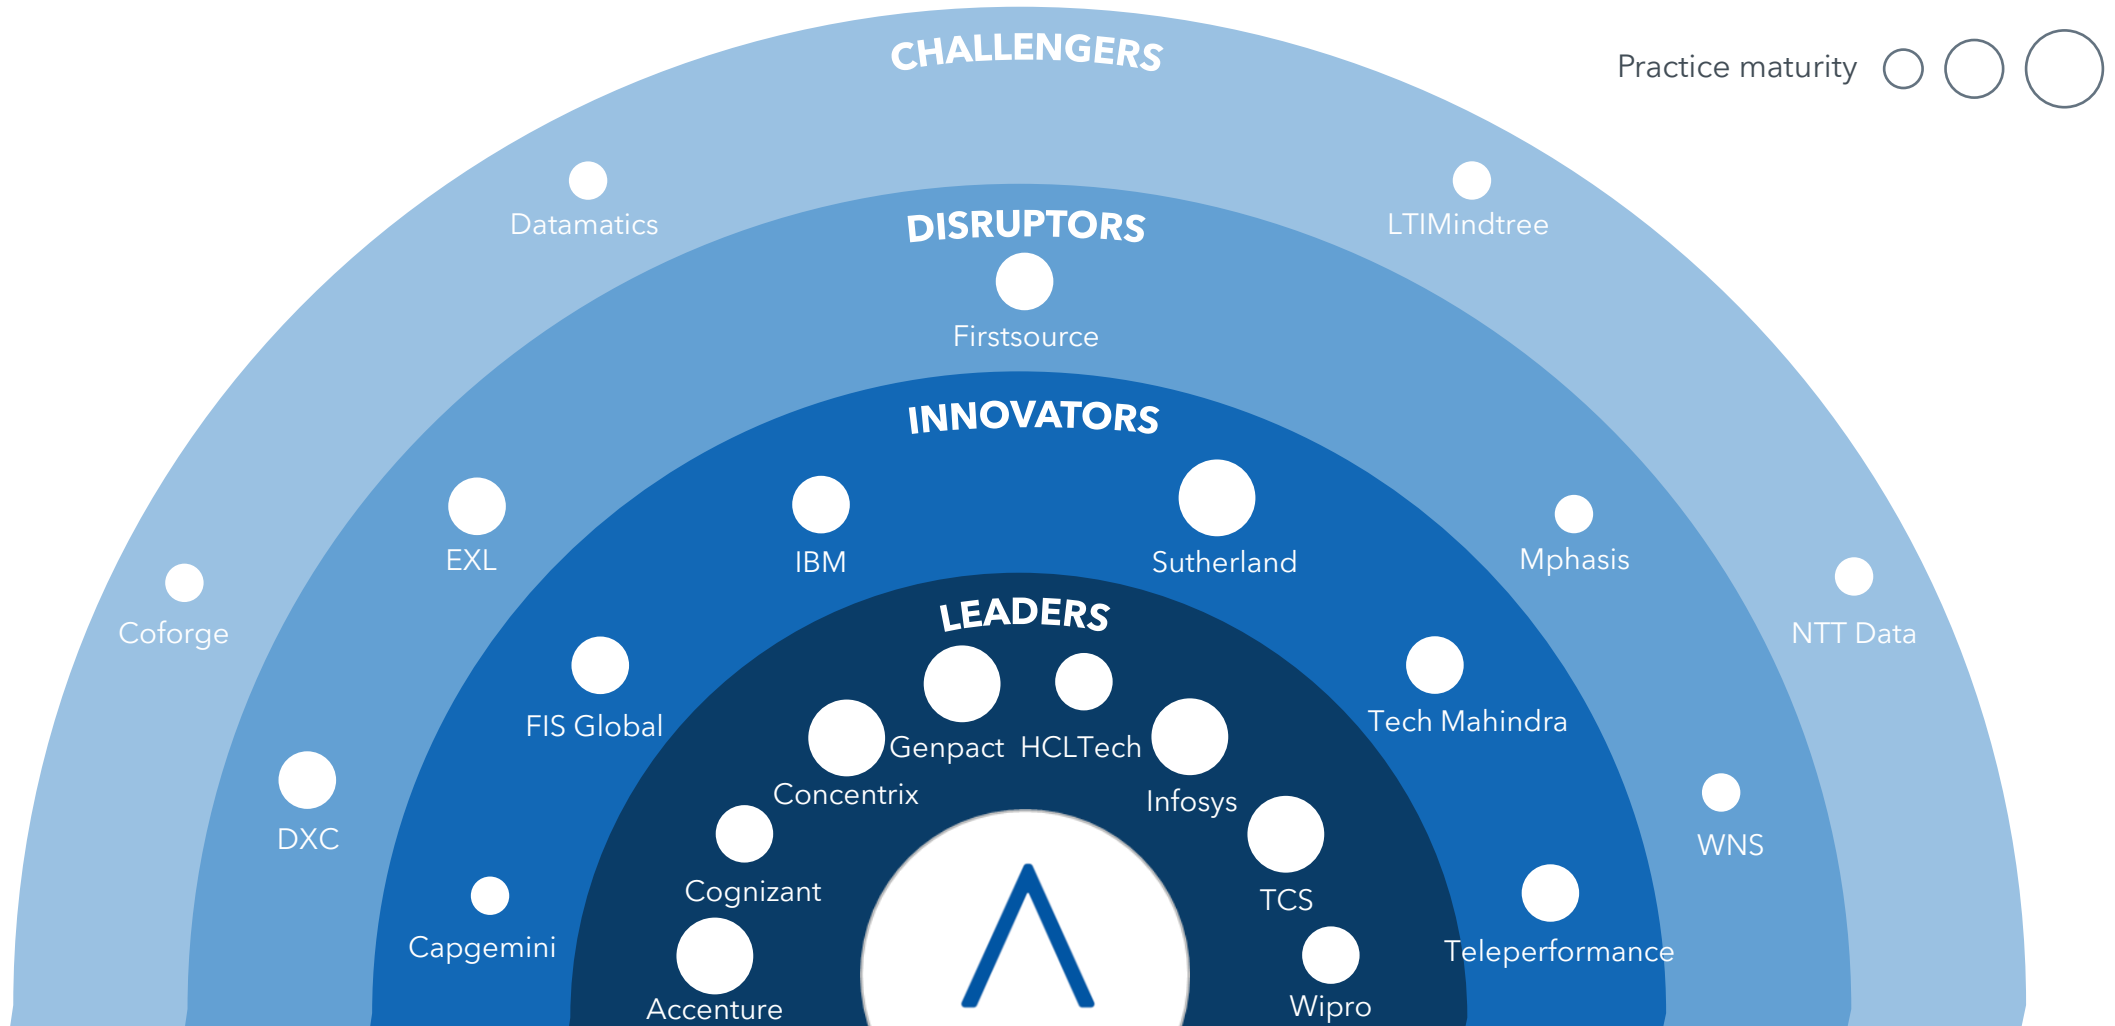 CHALLENGERS
Practice maturity
Datamatics
LTIMindtree
DISRUPTORS
Firstsource
INNOVATORS
EXL
IBM
Sutherland
Mphasis
Coforge
NTT Data
LEADERS
FIS Global
Tech Mahindra
Genpact
HCLTech
Concentrix
Infosys
DXC
WNS
Cognizant
TCS
Capgemini
Teleperformance
Accenture
Wipro